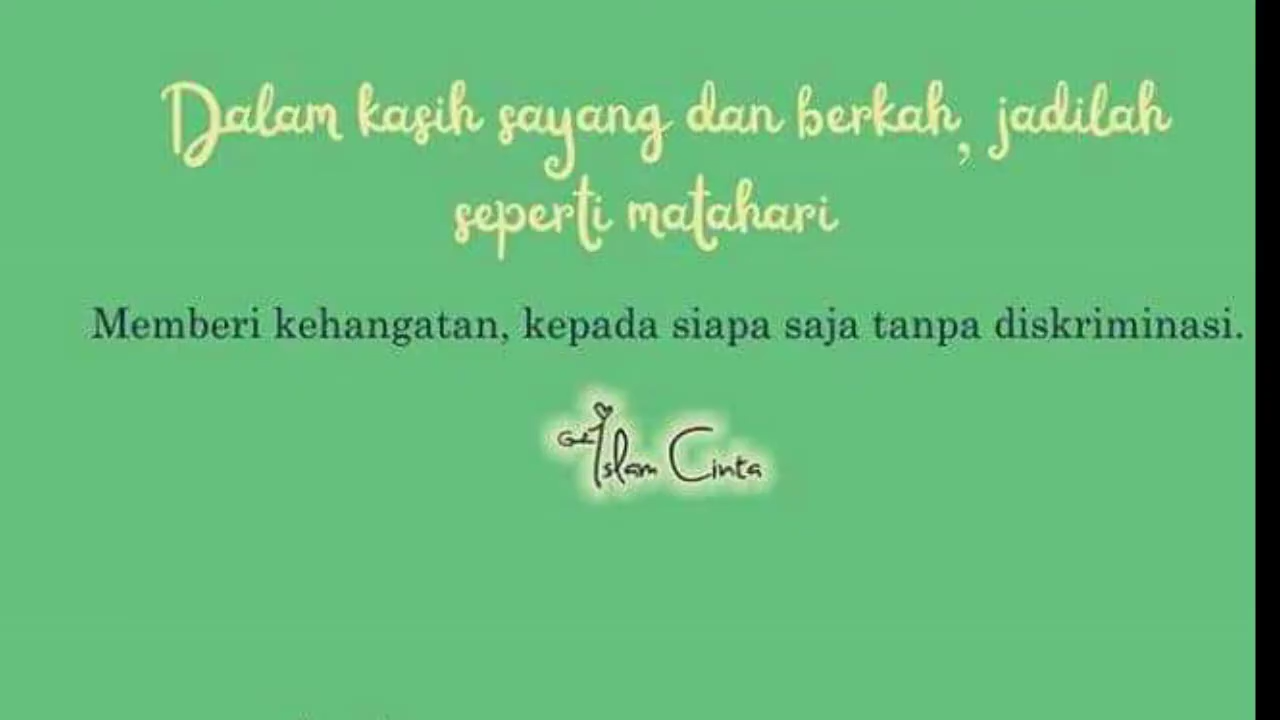 Dalam kasih sayang dan berkah, jadilah
seperti matahari
Memberi kehangatan, kepada siapa saja tanpa diskriminasi.
Islam Cinta